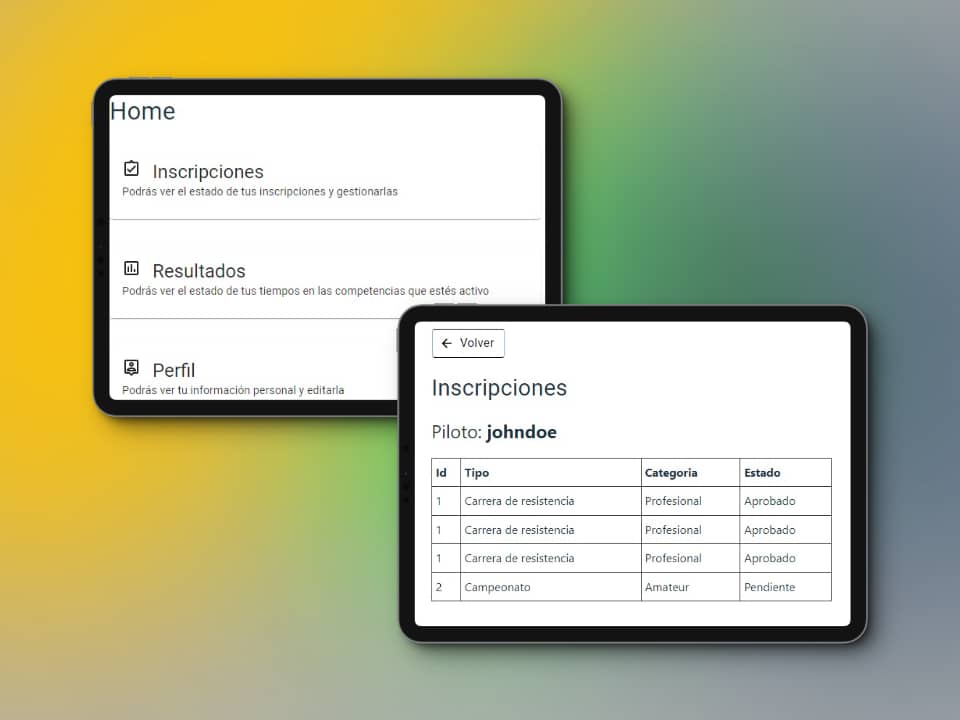 Home
Inscripciones
Podrás ver el estado de tus inscripciones y gestionarlas
Resultados
Podrás ver el estado de tus tiempos en las competencias que estés activo
Perfil
Podrás ver tu información personal y editarla
Volver
Inscripciones
Piloto: johndoe
Id Tipo Categoria Estado
1 Carrera de resistencia Profesional Aprobado
1 Carrera de resistencia Profesional Aprobado
1 Carrera de resistencia Profesional Aprobado
2 Campeonato Amateur Pendiente